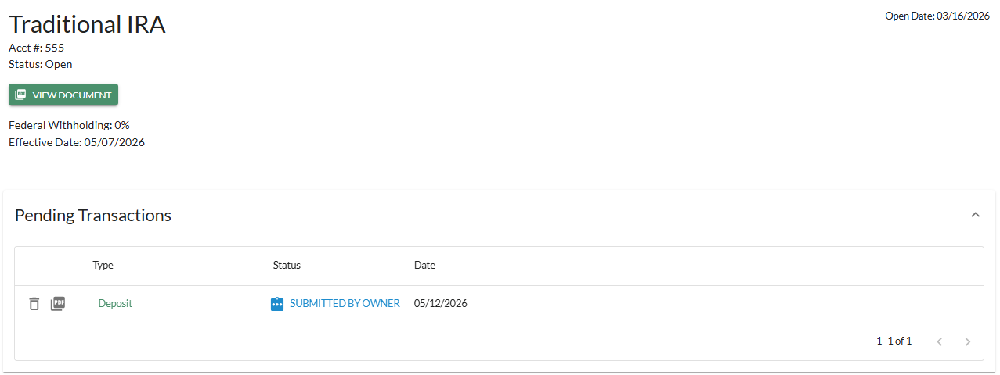 Traditional IRA
Open Date: 03/16/2026
Acct #: 555
Status: Open
PDF VIEW DOCUMENT
Federal Withholding: 0%
Effective Date: 05/07/2026
Pending Transactions
Type Status Date
PDF Deposit SUBMITTED BY OWNER 05/12/2026
1–1 of 1